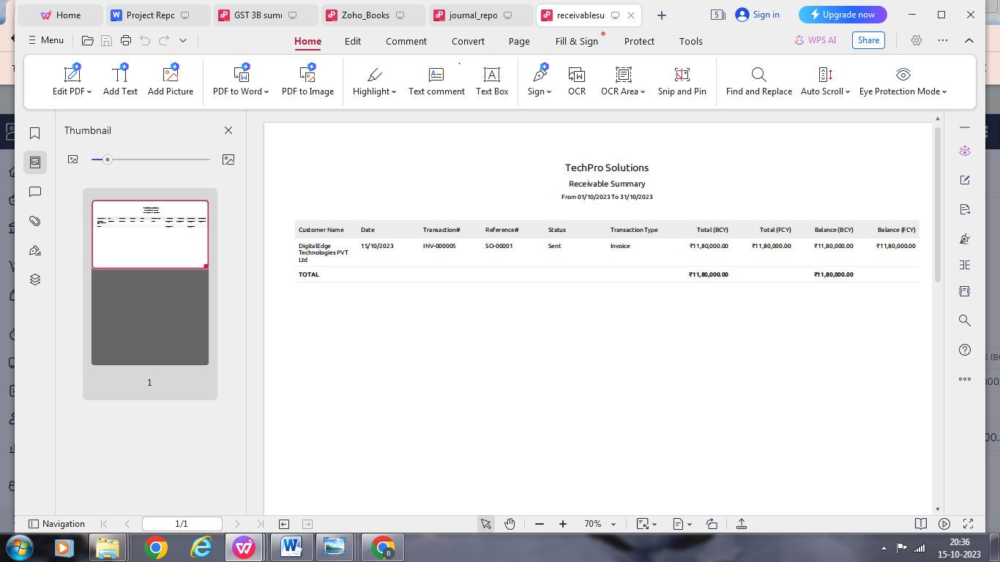 Home
Project Repc
GST 3B sumi
Zoho_Books
journal_repo
receivablesu
5
Sign in
Upgrade now
Menu
Home
Edit
Comment
Convert
Page
Fill & Sign
Protect
Tools
WPS AI
Share
Edit PDF
Add Text
Add Picture
PDF to Word
PDF to Image
Highlight
Text comment
Text Box
Sign
OCR
OCR Area
Snip and Pin
Find and Replace
Auto Scroll
Eye Protection Mode
Thumbnail
1
TechPro Solutions
Receivable Summary
From 01/10/2023 To 31/10/2023
Customer Name Date Transaction# Reference# Status Transaction Type Total (BCY) Total (FCY) Balance (BCY) Balance (FCY)
DigitalEdge 15/10/2023 INV-000005 SO-00001 Sent Invoice ₹11,80,000.00 ₹11,80,000.00 ₹11,80,000.00 ₹11,80,000.00
Technologies PVT
Ltd
TOTAL ₹11,80,000.00 ₹11,80,000.00
Navigation
1/1
70%
20:36
15-10-2023